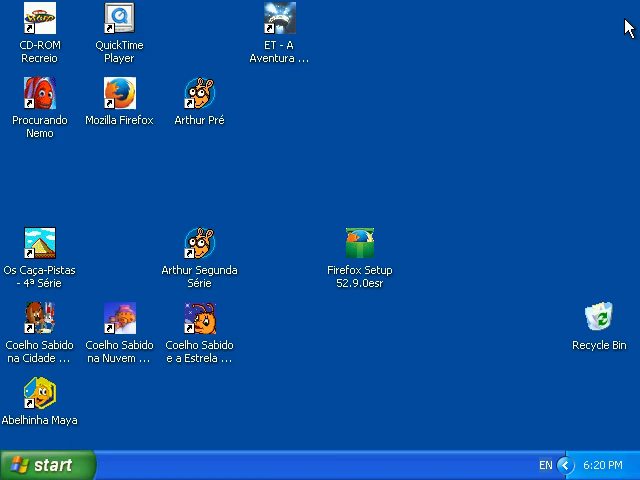 CD-ROM
Recreio
QuickTime
Player
ET - A
Aventura ...
Procurando
Nemo
Mozilla Firefox
Arthur Pré
Os Caça-Pistas
- 4ª Série
Arthur Segunda
Série
Firefox Setup
52.9.0esr
Coelho Sabido
na Cidade ...
Coelho Sabido
na Nuvem ...
Coelho Sabido
e a Estrela ...
Recycle Bin
Abelhinha Maya
start
EN
6:20 PM